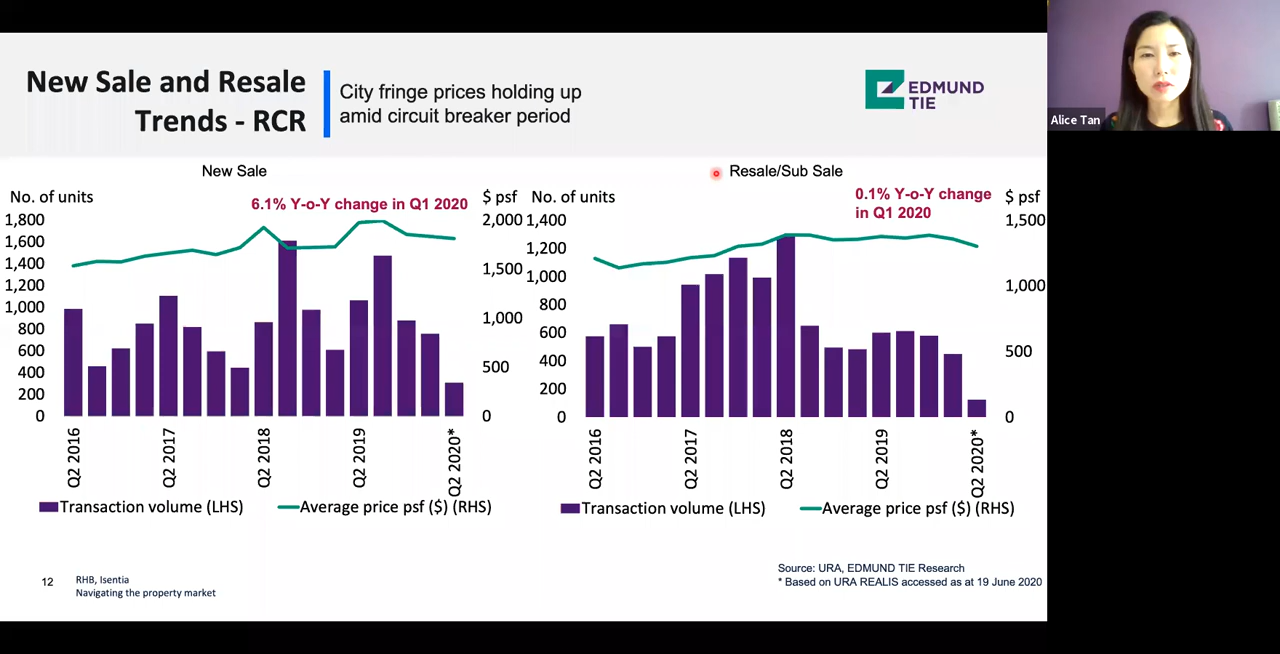 New Sale and Resale
Trends - RCR
City fringe prices holding up
amid circuit breaker period
EDMUND
TIE
Alice Tan
New Sale
No. of units
6.1% Y-o-Y change in Q1 2020
$ psf
1,800
1,600
1,400
1,200
1,000
800
600
400
200
0
2,000
1,500
1,000
500
0
Q2 2016
Q2 2017
Q2 2018
Q2 2019
Q2 2020*
Transaction volume (LHS)
Average price psf ($) (RHS)
Resale/Sub Sale
No. of units
0.1% Y-o-Y change
in Q1 2020
$ psf
1,400
1,200
1,000
800
600
400
200
0
1,500
1,000
500
0
Q2 2016
Q2 2017
Q2 2018
Q2 2019
Q2 2020*
Transaction volume (LHS)
Average price psf ($) (RHS)
12
RHB, Isentia
Navigating the property market
Source: URA, EDMUND TIE Research
* Based on URA REALIS accessed as at 19 June 2020